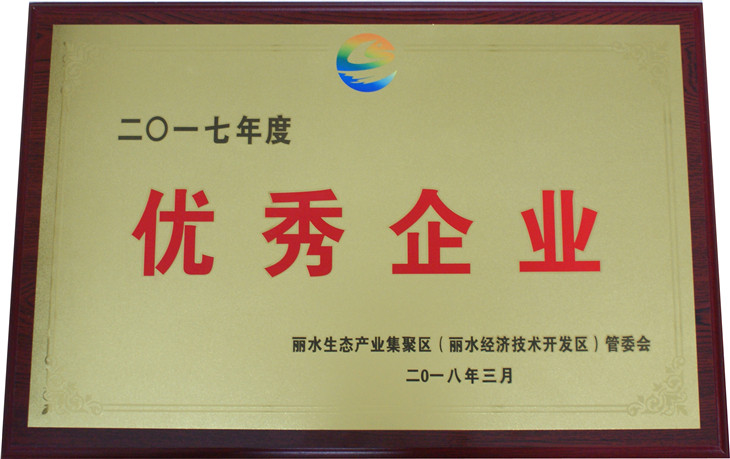 二〇一七年度
优秀企业
丽水生态产业集聚区（丽水经济技术开发区）管委会
二0一八年三月